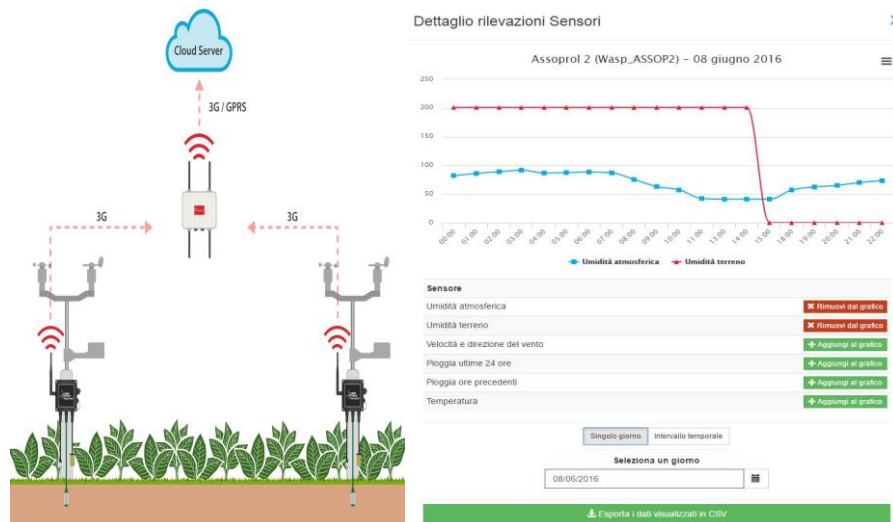 Cloud Server
3G / GPRS
3G
3G
Dettaglio rilevazioni Sensori
Assoprol 2 (Wasp_ASSOP2) - 08 giugno 2016
250
200
150
100
50
0
00:00 01:00 02:00 03:00 04:00 05:00 06:00 07:00 08:00 09:00 10:00 11:00 13:00 14:00 15:00 18:00 19:00 20:00 21:00 22:00
Umidità atmosferica Umidità terreno
Sensore
Umidità atmosferica Rimuovi dal grafico
Umidità terreno Rimuovi dal grafico
Velocità e direzione del vento Aggiungi al grafico
Pioggia ultime 24 ore Aggiungi al grafico
Pioggia ore precedenti Aggiungi al grafico
Temperatura Aggiungi al grafico
Singolo giorno Intervallo temporale
Seleziona un giorno
08/06/2016
Esporta i dati visualizzati in CSV